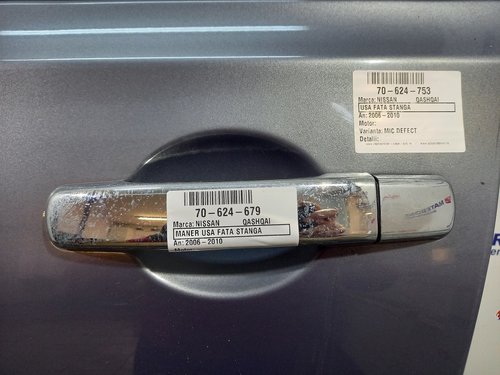 70-624-753
Marca: NISSAN QASHQAI
USA FATA STANGA
An: 2006-2010
Motor:
Varianta: MIC DEFECT
Detalii:
70-624-679
Marca: NISSAN QASHQAI
MANER USA FATA STANGA
An: 2006-2010